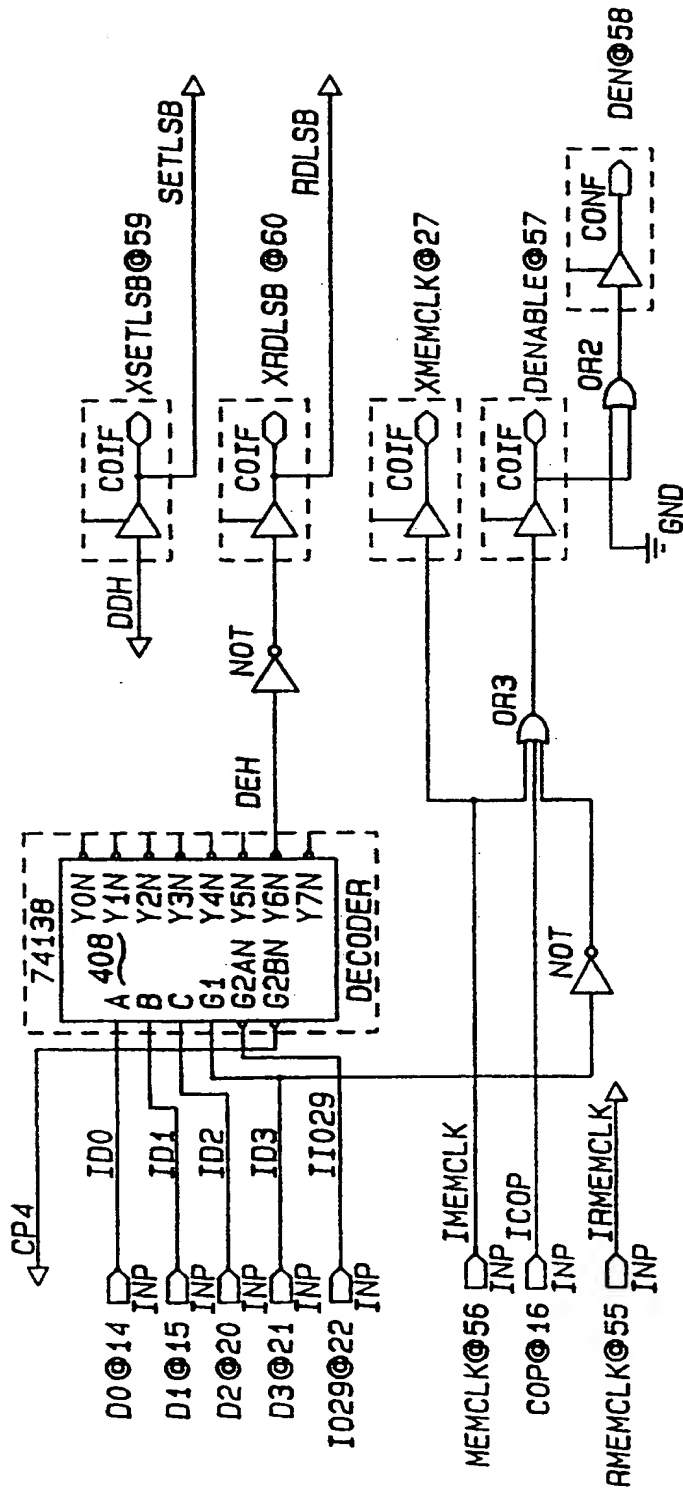 CP4
D0@14
INP
ID0
D1@15
INP
ID1
D2@20
INP
ID2
D3@21
INP
ID3
IO29@22
INP
IIO29
74138
408
A
B
C
G1
G2AN
G2BN
Y0N
Y1N
Y2N
Y3N
Y4N
Y5N
Y6N
Y7N
DECODER
DEH
NOT
DDH
COIF
XSETLSB@59
SETLSB
COIF
XRDLSB @60
RDLSB
MEMCLK@56
INP
IMEMCLK
COP@16
INP
ICOP
RMEMCLK@55
INP
IRMEMCLK
NOT
OR3
COIF
XMEMCLK@27
COIF
DENABLE@57
GND
OR2
CONF
DEN@58